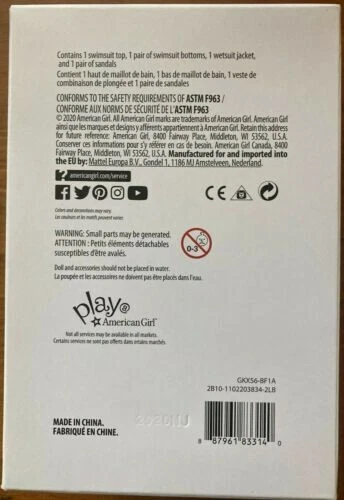 Contains 1 swimsuit top, 1 pair of swimsuit bottoms, 1 wetsuit jacket,
and 1 pair of sandals
Contient 1 haut de maillot de bain, 1 bas de maillot de bain, 1 veste de
combinaison de plongée et 1 paire de sandales
CONFORMS TO THE SAFETY REQUIREMENTS OF ASTM F963 /
CONFORME AUX NORMS DE SÉCURITÉ DE L'ASTM F963
© 2020 American Girl. All American Girl marks are trademarks of American Girl. American Girl
ainsi que les marques et designs y afférents appartiennent à American Girl. Retain this address
for future reference: American Girl, 8400 Fairway Place, Middleton, WI 53562, U.S.A.
Conserver ces informations pour s'y référer en cas de besoin. American Girl Canada, 8400
Fairway Place, Middleton, WI 53562, U.S.A. Manufactured for and imported into
the EU by: Mattel Europa B.V., Gondel 1, 1186 MJ Amstelveen, Nederland.
? americangirl.com/service
Colors and decorations may vary.
Les couleurs et les motifs peuvent varier.
WARNING: Small parts may be generated.
ATTENTION : Petits éléments détachables
susceptibles d'être avalés.
0-3
Doll and accessories should not be placed in water.
La poupée et les accessoires ne doivent pas être placés dans l'eau.
play@
American Girl®
Not all services may be available in all markets.
Certains services ne sont pas offerts dans certains marchés.
GKX56-BF1A
2B10-1102203834-2LB
MADE IN CHINA.
FABRIQUÉ EN CHINE.
8 87961 83314 0